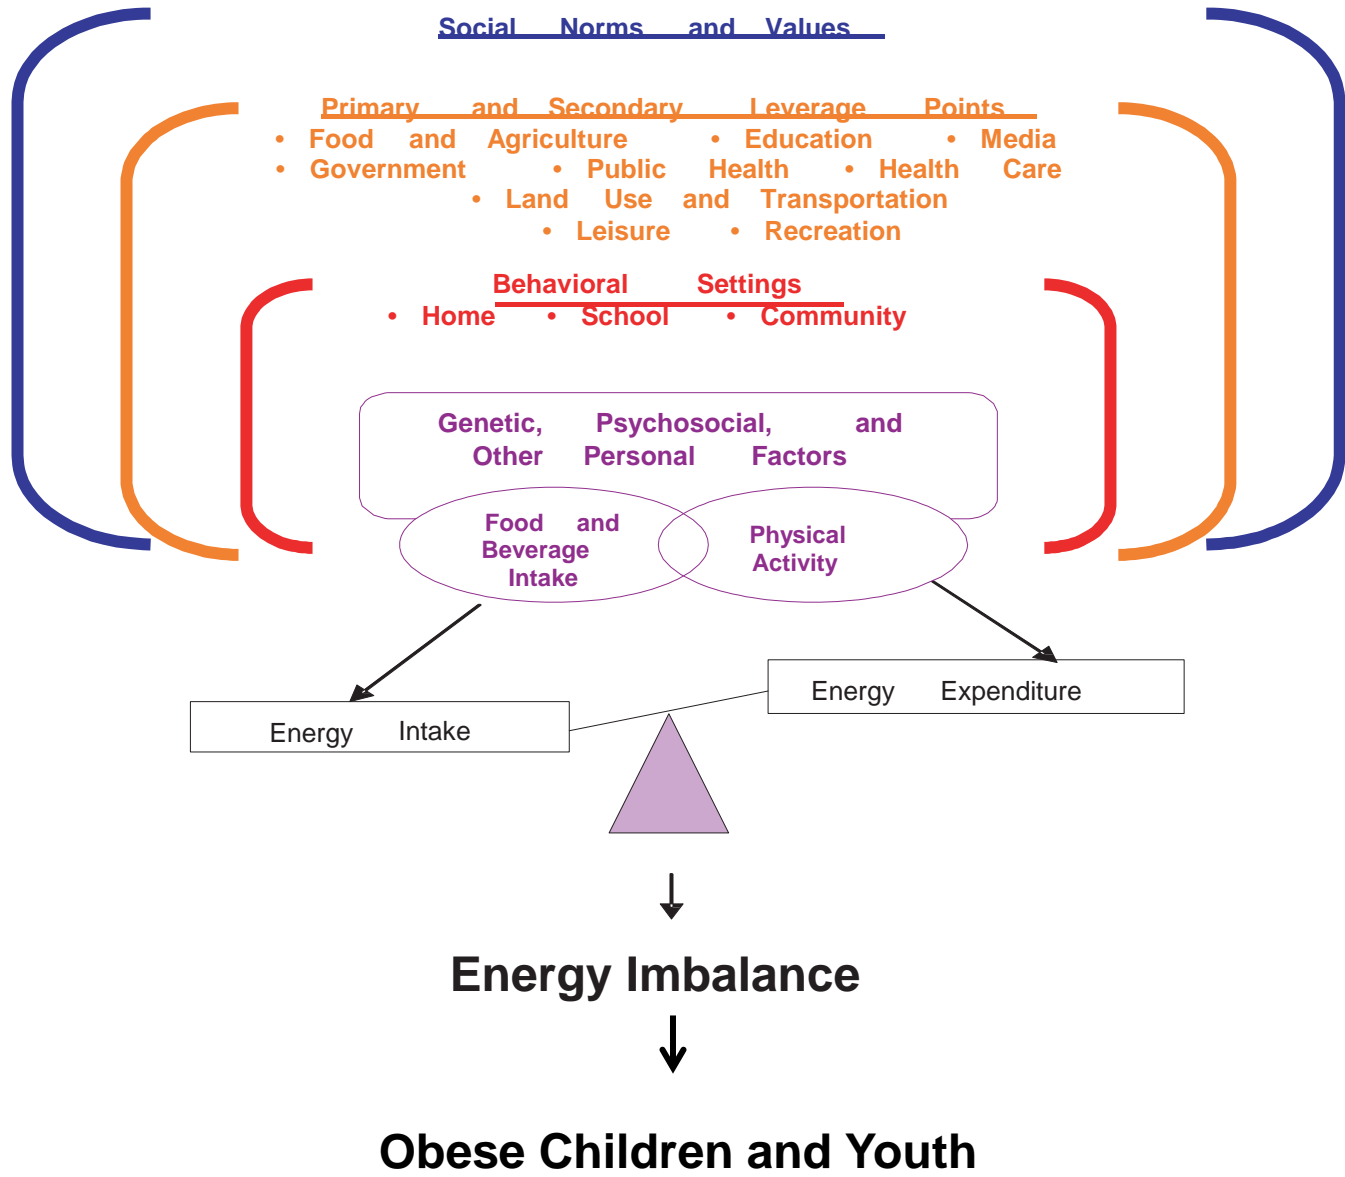 Social Norms and Values
Primary and Secondary Leverage Points
• Food and Agriculture • Education • Media
• Government • Public Health • Health Care
• Land Use and Transportation
• Leisure • Recreation
Behavioral Settings
• Home • School • Community
Genetic, Psychosocial, and
Other Personal Factors
Food and
Beverage
Intake
Physical
Activity
Energy Expenditure
Energy Intake
Energy Imbalance
Obese Children and Youth